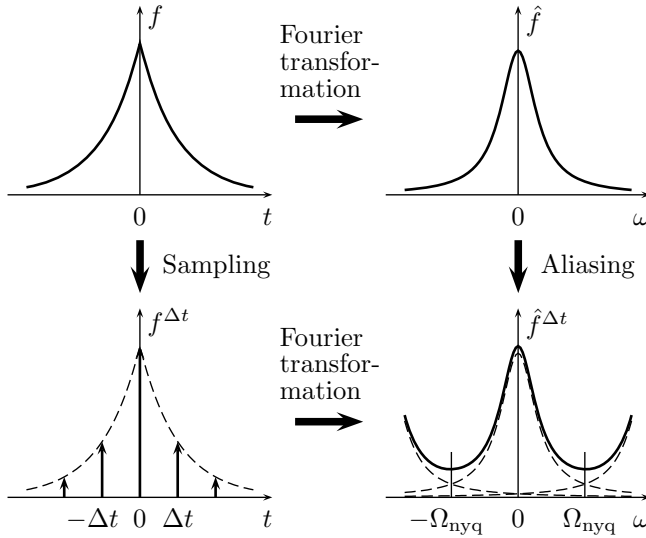 f
Fourier
transfor-
mation
f̂
0
t
0
ω
Sampling
Aliasing
f^Δt
Fourier
transfor-
mation
f̂^Δt
−Δt 0 Δt t
−Ω_nyq 0 Ω_nyq ω